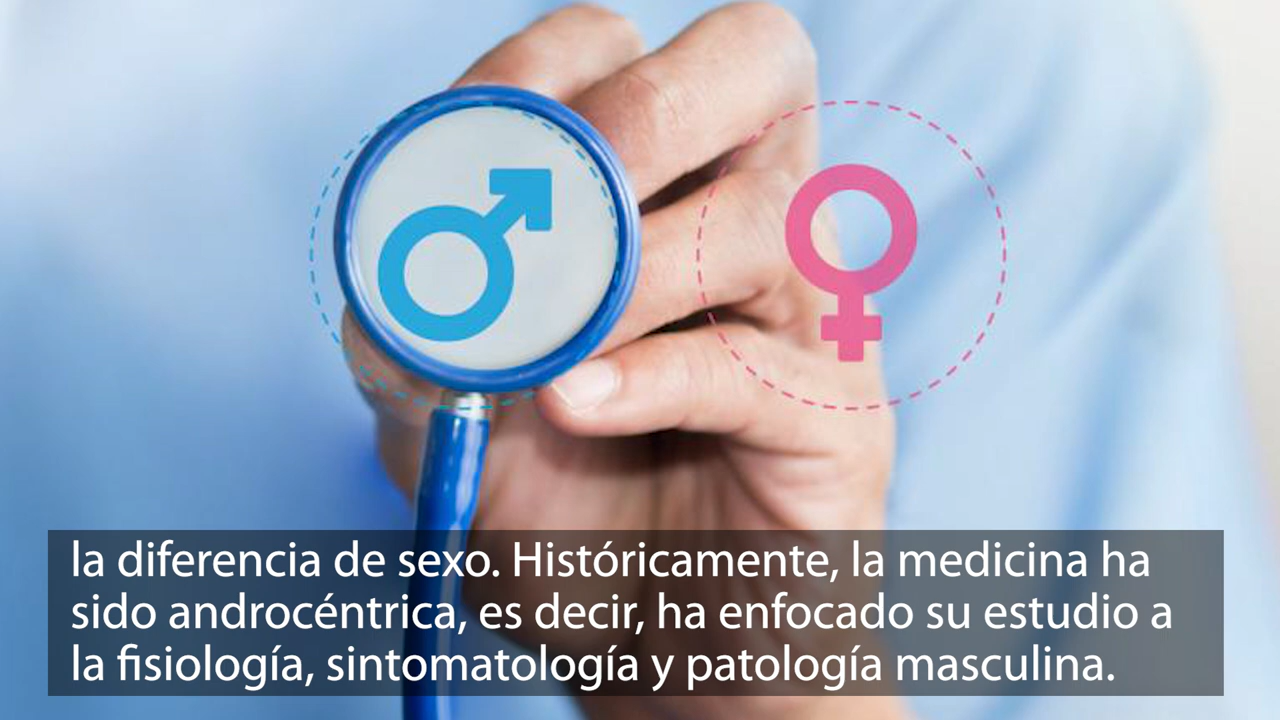 la diferencia de sexo. Históricamente, la medicina ha
sido androcéntrica, es decir, ha enfocado su estudio a
la fisiología, sintomatología y patología masculina.